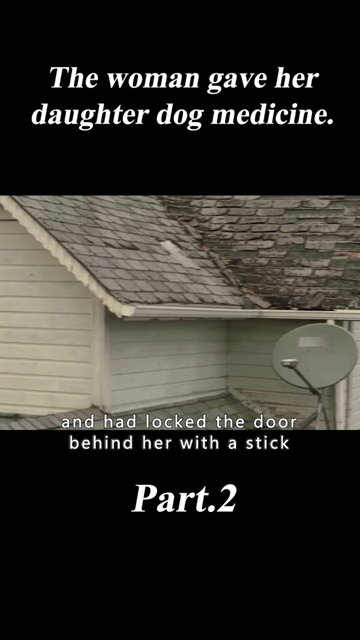 The woman gave her
daughter dog medicine.
and had locked the door
behind her with a stick
Part.2